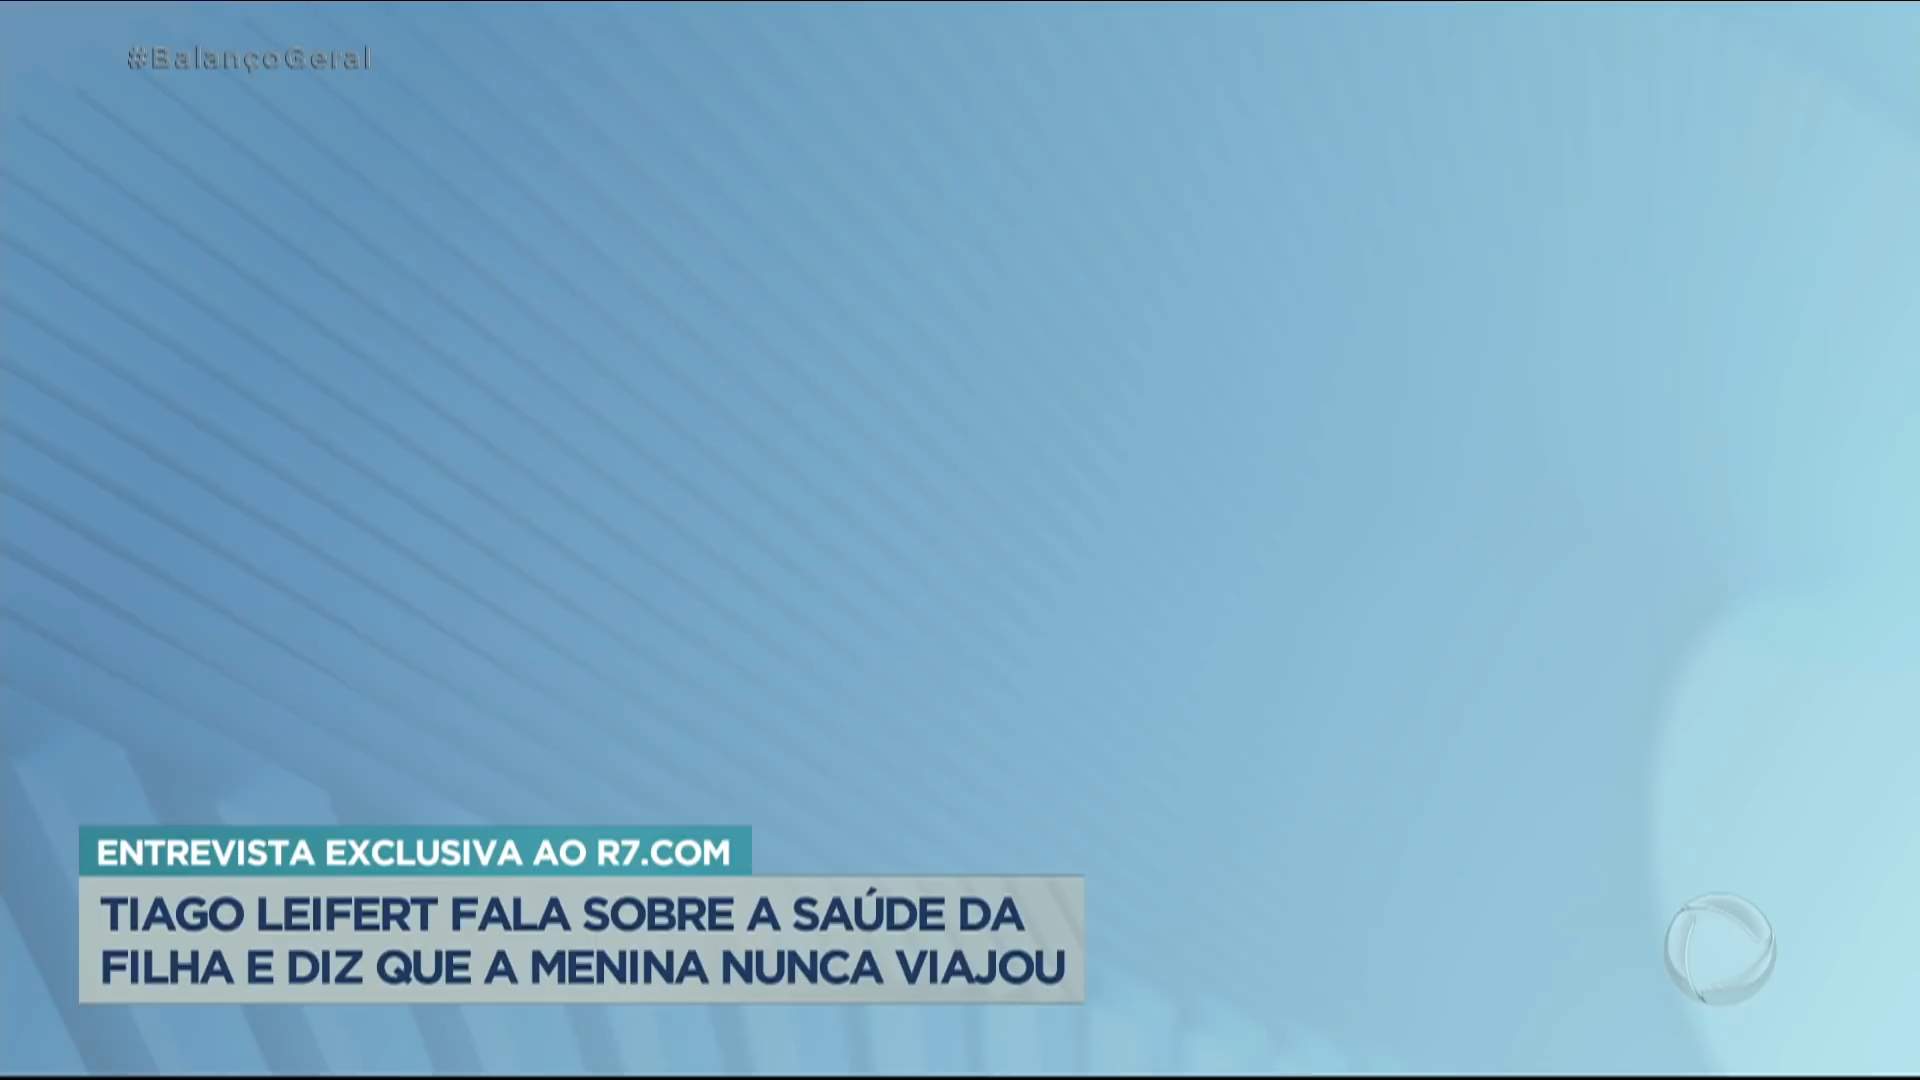 #BalançoGeral
ENTREVISTA EXCLUSIVA AO R7.COM
TIAGO LEIFERT FALA SOBRE A SAÚDE DA
FILHA E DIZ QUE A MENINA NUNCA VIAJOU